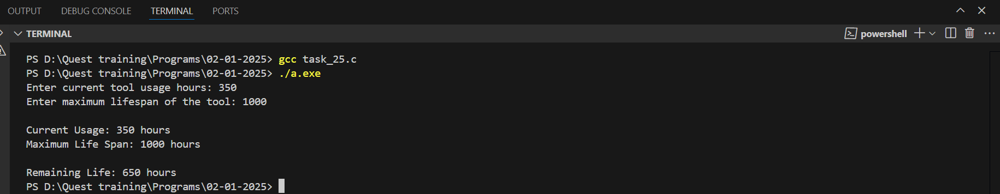 OUTPUT DEBUG CONSOLE TERMINAL PORTS
TERMINAL powershell
PS D:\Quest training\Programs\02-01-2025> gcc task_25.c
PS D:\Quest training\Programs\02-01-2025> ./a.exe
Enter current tool usage hours: 350
Enter maximum lifespan of the tool: 1000
Current Usage: 350 hours
Maximum Life Span: 1000 hours
Remaining Life: 650 hours
PS D:\Quest training\Programs\02-01-2025>